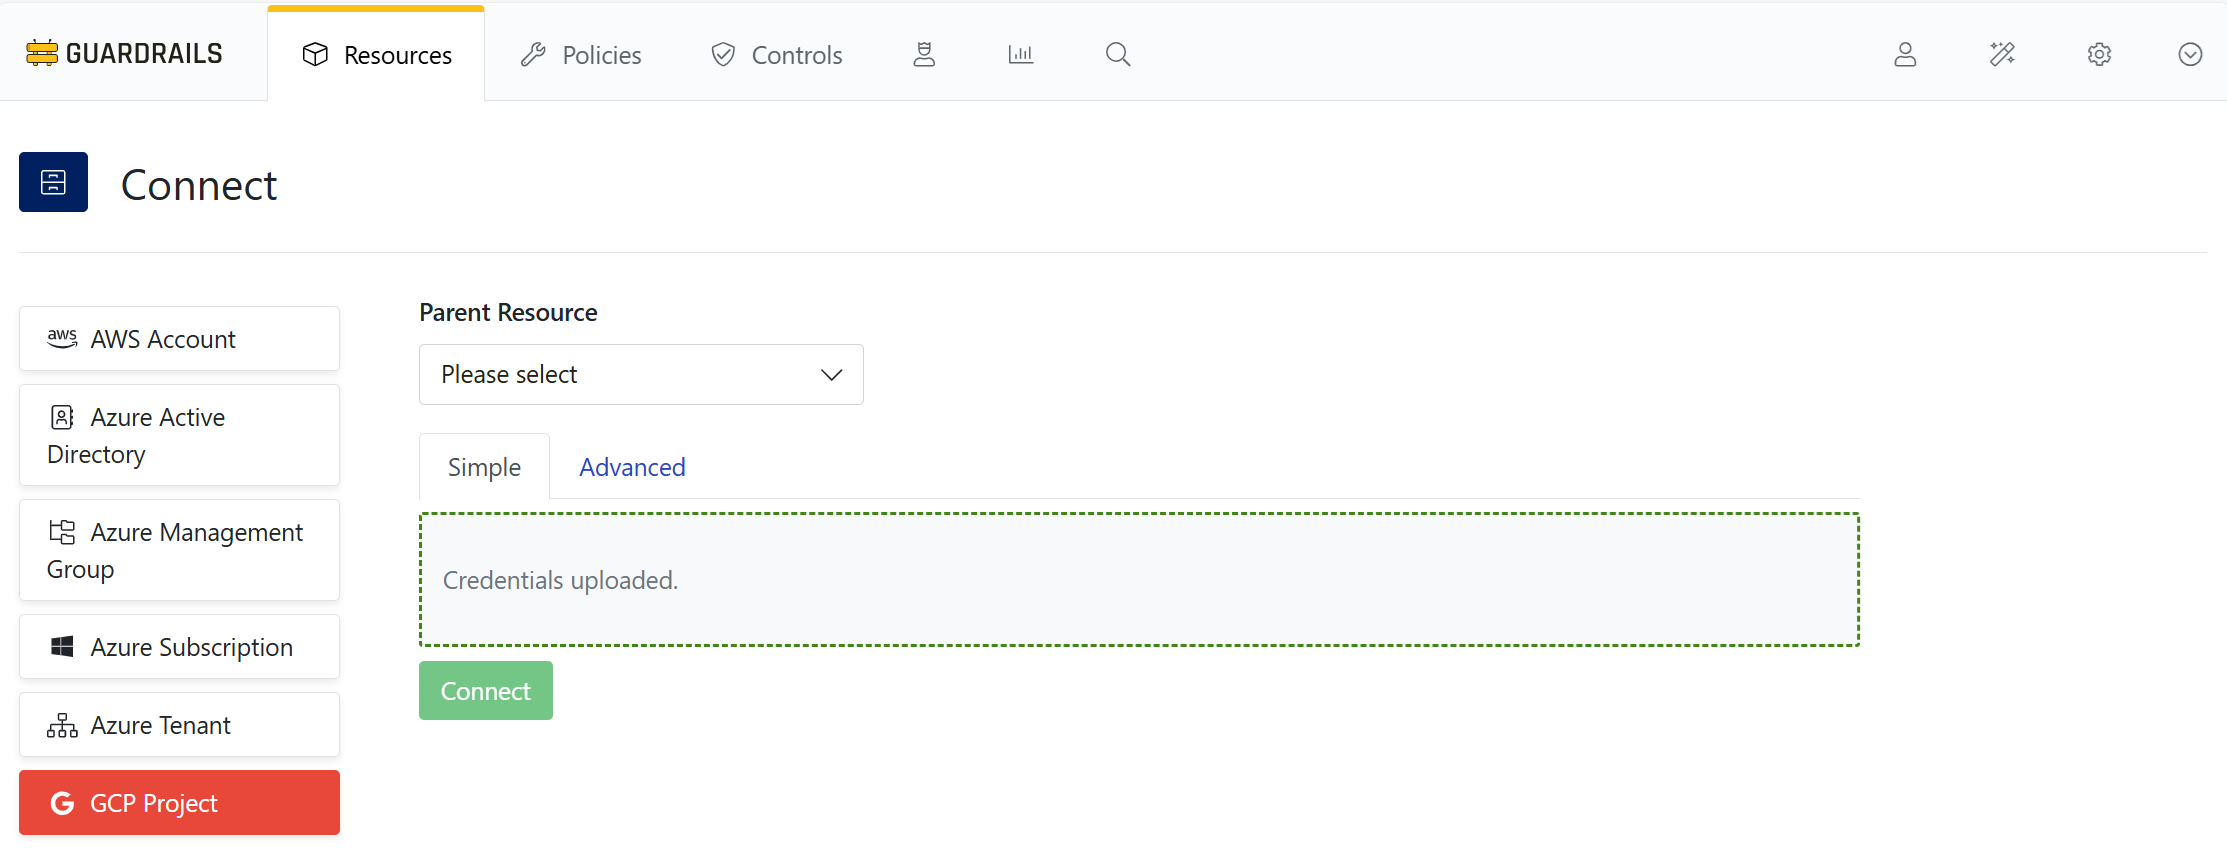 GUARDRAILS
Resources
Policies
Controls
Connect
aws AWS Account
Azure Active
Directory
Azure Management
Group
Azure Subscription
Azure Tenant
G GCP Project
Parent Resource
Please select
Simple
Advanced
Credentials uploaded.
Connect